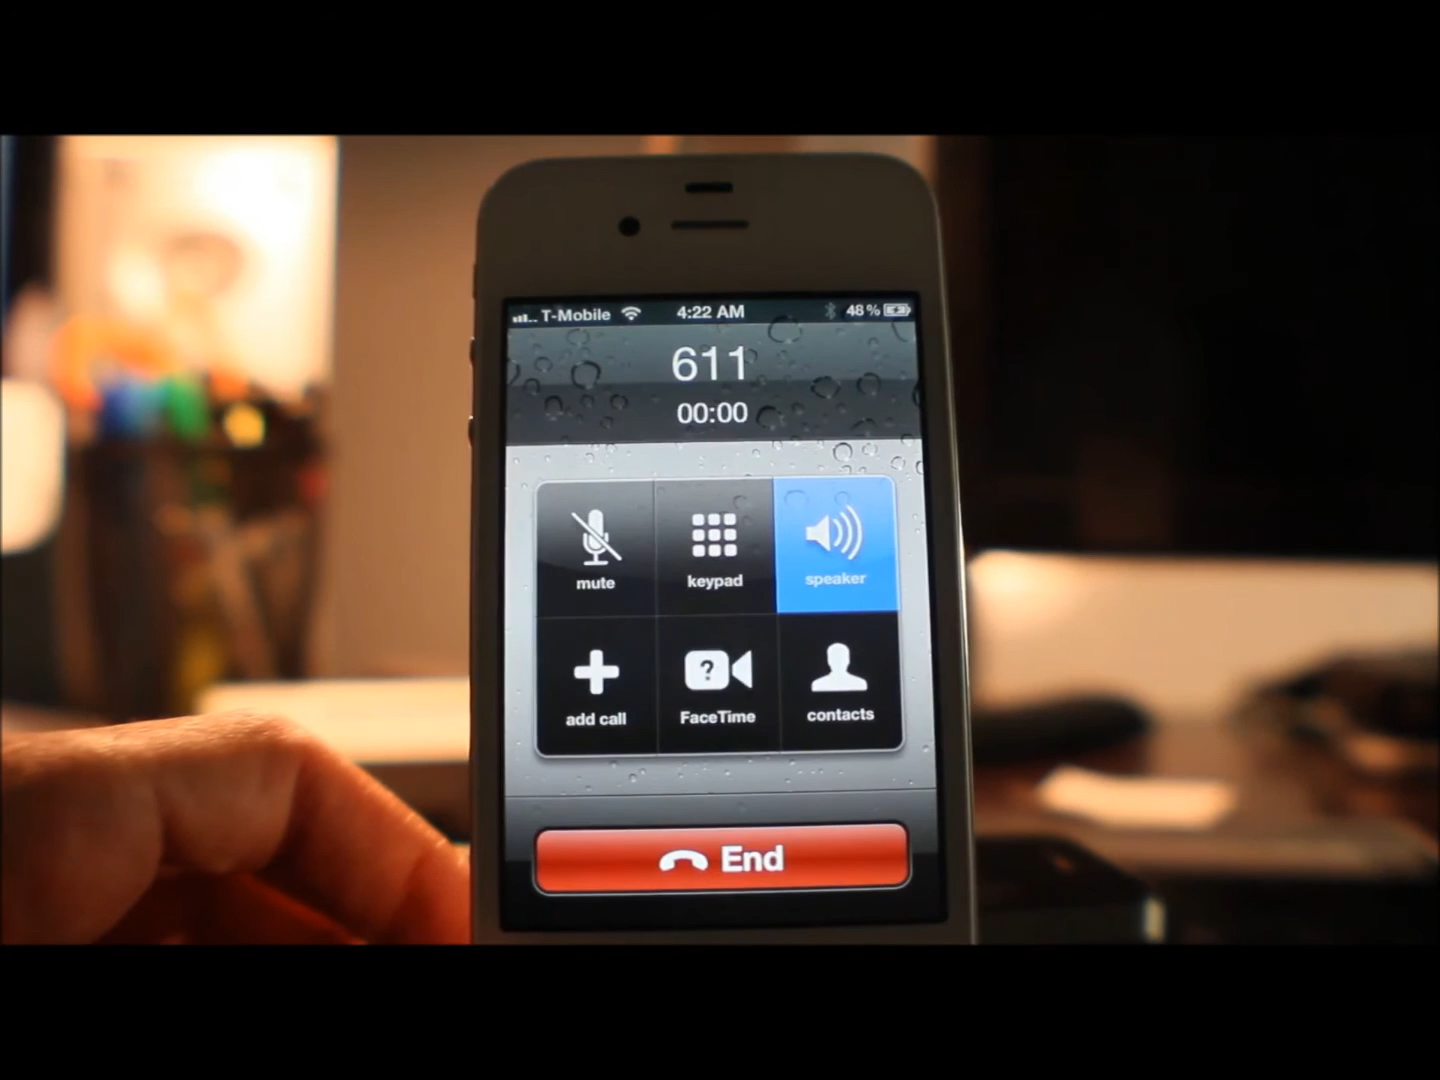 T-Mobile 4:22 AM 48%
611
00:00
mute keypad speaker
?
add call FaceTime contacts
End